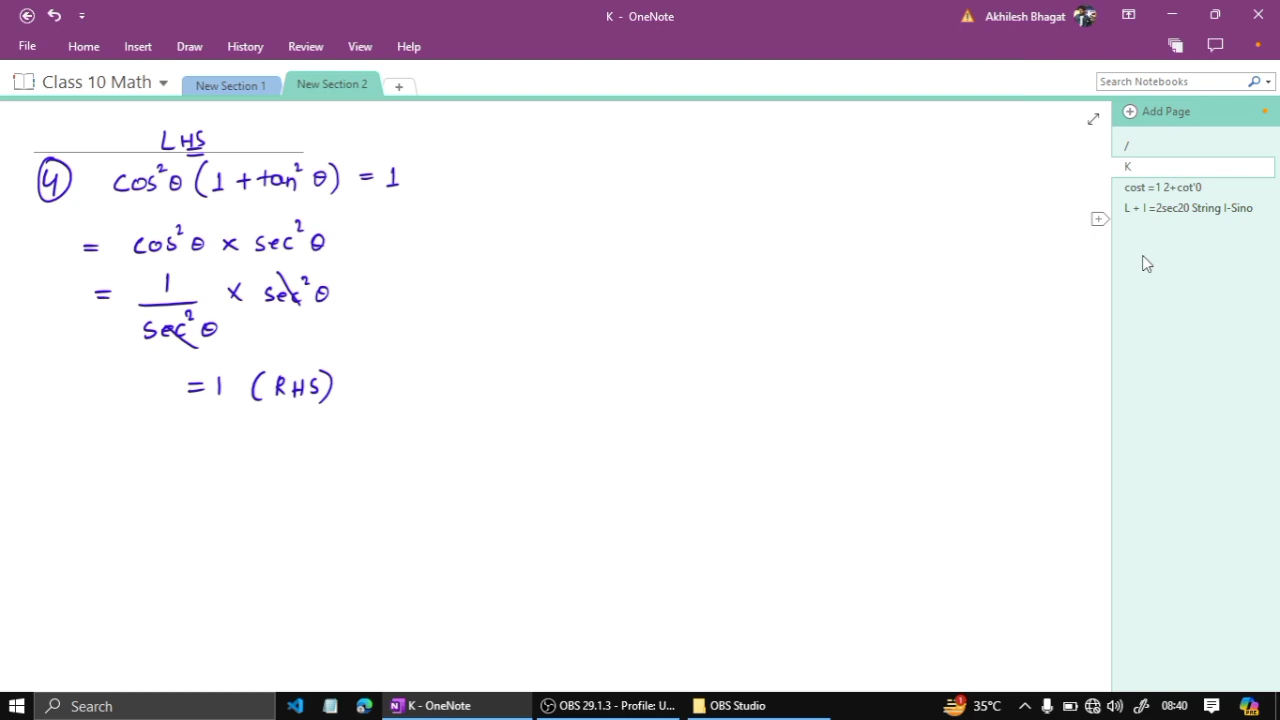 K - OneNote
Akhilesh Bhagat
File Home Insert Draw History Review View Help
Class 10 Math New Section 1 New Section 2 +
Search Notebooks
Add Page
/
K
cost =1 2+cot'0
L + I =2sec20 String I-Sino
LHS
4 cos²θ (1 + tan²θ) = 1
= cos²θ × sec²θ
= 1/sec²θ × sec²θ
= 1 (RHS)
Search K - OneNote OBS 29.1.3 - Profile: U... OBS Studio 1 35°C 08:40 PRE